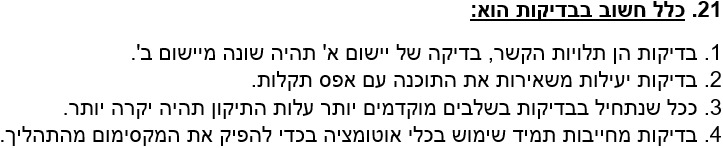 21. כלל חשוב בבדיקות הוא:
1. בדיקות הן תלויות הקשר, בדיקה של יישום א' תהיה שונה מיישום ב'.
2. בדיקות יעילות משאירות את התוכנה עם אפס תקלות.
3. ככל שנתחיל בבדיקות בשלבים מוקדמים יותר עלות התיקון תהיה יקרה יותר.
4. בדיקות מחייבות תמיד שימוש בכלי אוטומציה בכדי להפיק את המקסימום מהתהליך.